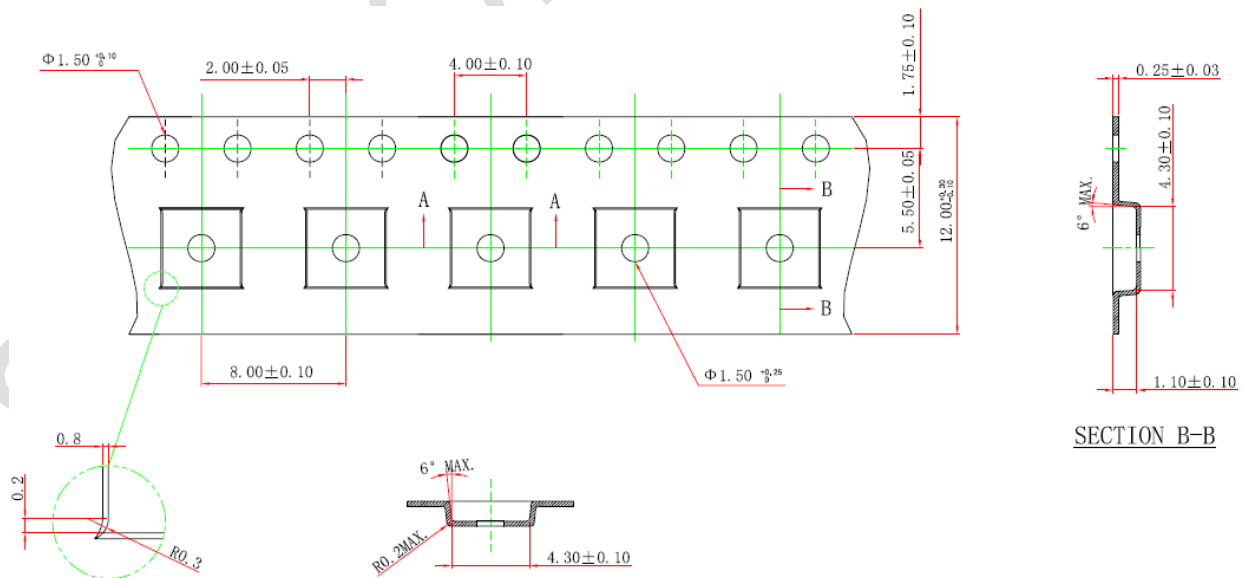 Φ1.50 +0.10 0
2.00±0.05
4.00±0.10
1.75±0.10
0.25±0.03
4.30±0.10
6° MAX.
5.50±0.05
12.00 +0.30 -0.10
A
A
B
B
8.00±0.10
Φ1.50 +0.25 0
1.10±0.10
SECTION B-B
0.8
0.2
R0.3
6° MAX.
R0.2MAX.
4.30±0.10